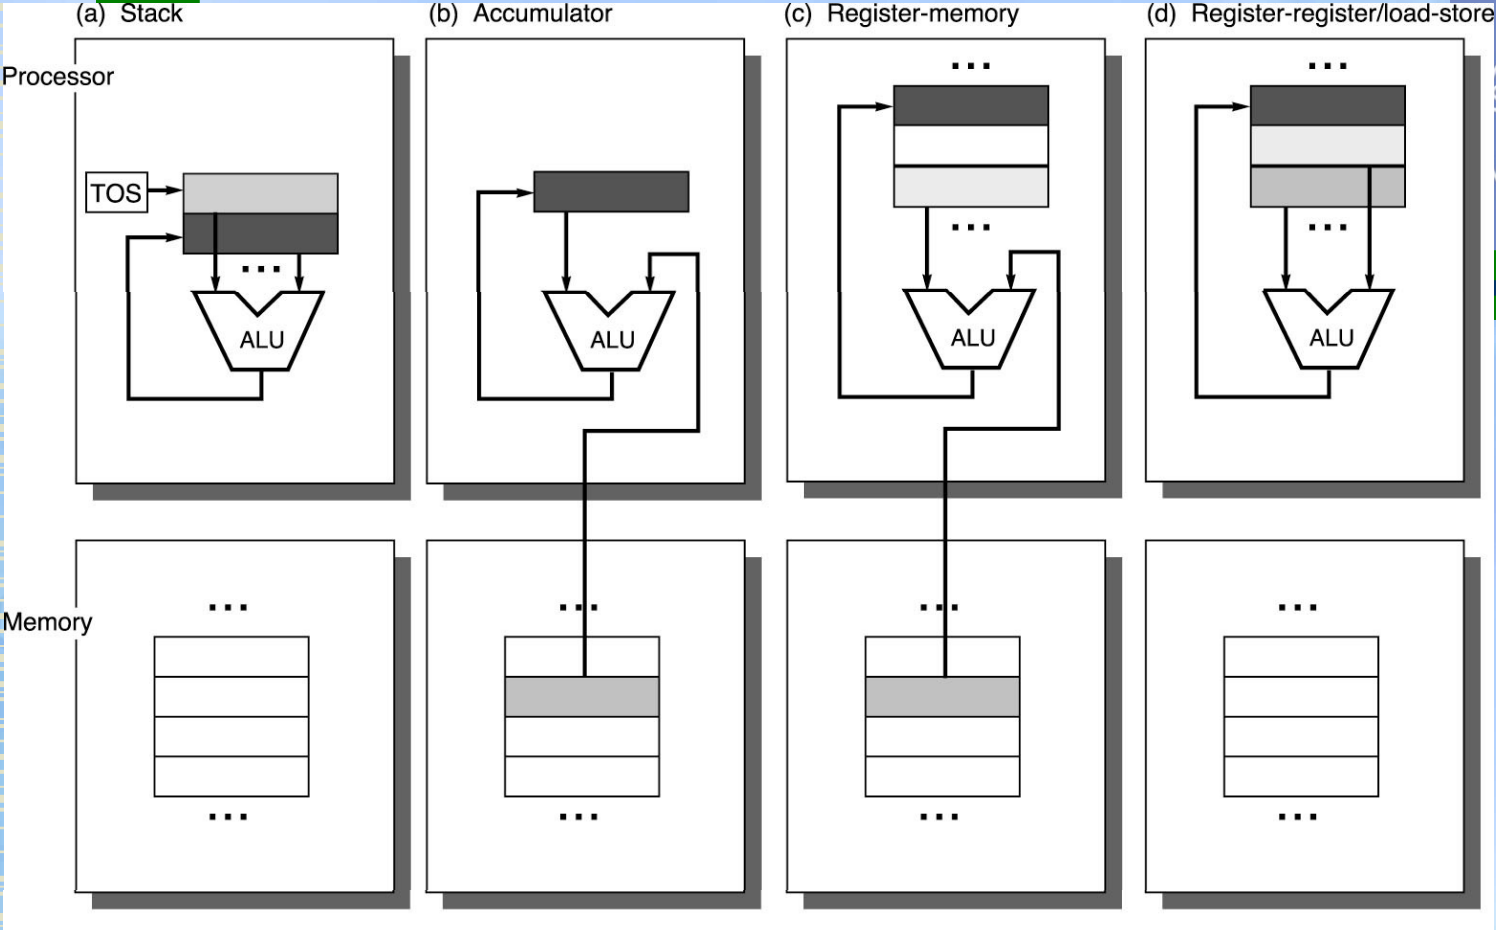 (a) Stack
(b) Accumulator
(c) Register-memory
(d) Register-register/load-store
Processor
TOS
...
...
...
...
...
ALU
ALU
ALU
ALU
Memory
...
...
...
...
...
...
...
...